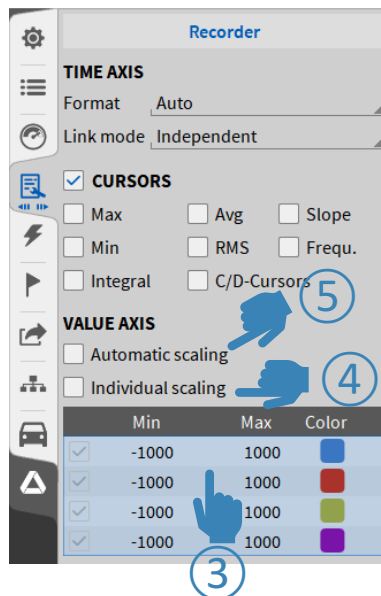 Recorder
TIME AXIS
Format Auto
Link mode Independent
CURSORS
Max Avg Slope
Min RMS Frequ.
Integral C/D-Cursors
5
VALUE AXIS
Automatic scaling
Individual scaling
4
Min Max Color
-1000 1000
-1000 1000
-1000 1000
-1000 1000
3